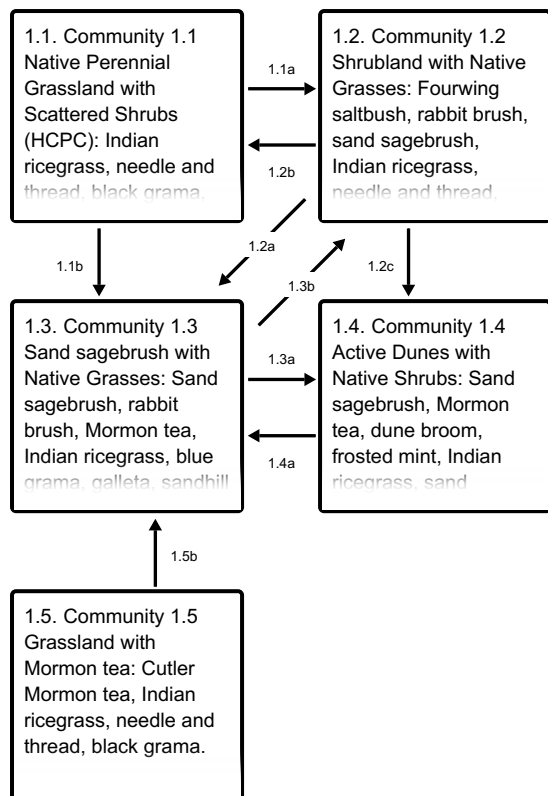 1.1. Community 1.1
Native Perennial
Grassland with
Scattered Shrubs
(HCPC): Indian
ricegrass, needle and
thread, black grama.
1.1a
1.2b
1.2. Community 1.2
Shrubland with Native
Grasses: Fourwing
saltbush, rabbit brush,
sand sagebrush,
Indian ricegrass,
needle and thread,
1.1b
1.2a
1.3b
1.2c
1.3. Community 1.3
Sand sagebrush with
Native Grasses: Sand
sagebrush, rabbit
brush, Mormon tea,
Indian ricegrass, blue
grama, galleta, sandhill
1.3a
1.4a
1.4. Community 1.4
Active Dunes with
Native Shrubs: Sand
sagebrush, Mormon
tea, dune broom,
frosted mint, Indian
ricegrass, sand
1.5b
1.5. Community 1.5
Grassland with
Mormon tea: Cutler
Mormon tea, Indian
ricegrass, needle and
thread, black grama.